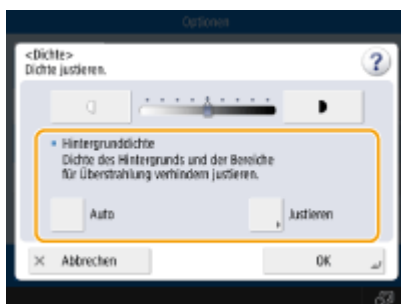 Optionen
<Dichte>
Dichte justieren.
?
Hintergrunddichte
Dichte des Hintergrunds und der Bereiche
für Überstrahlung verhindern justieren.
Auto
Justieren
Abbrechen
OK